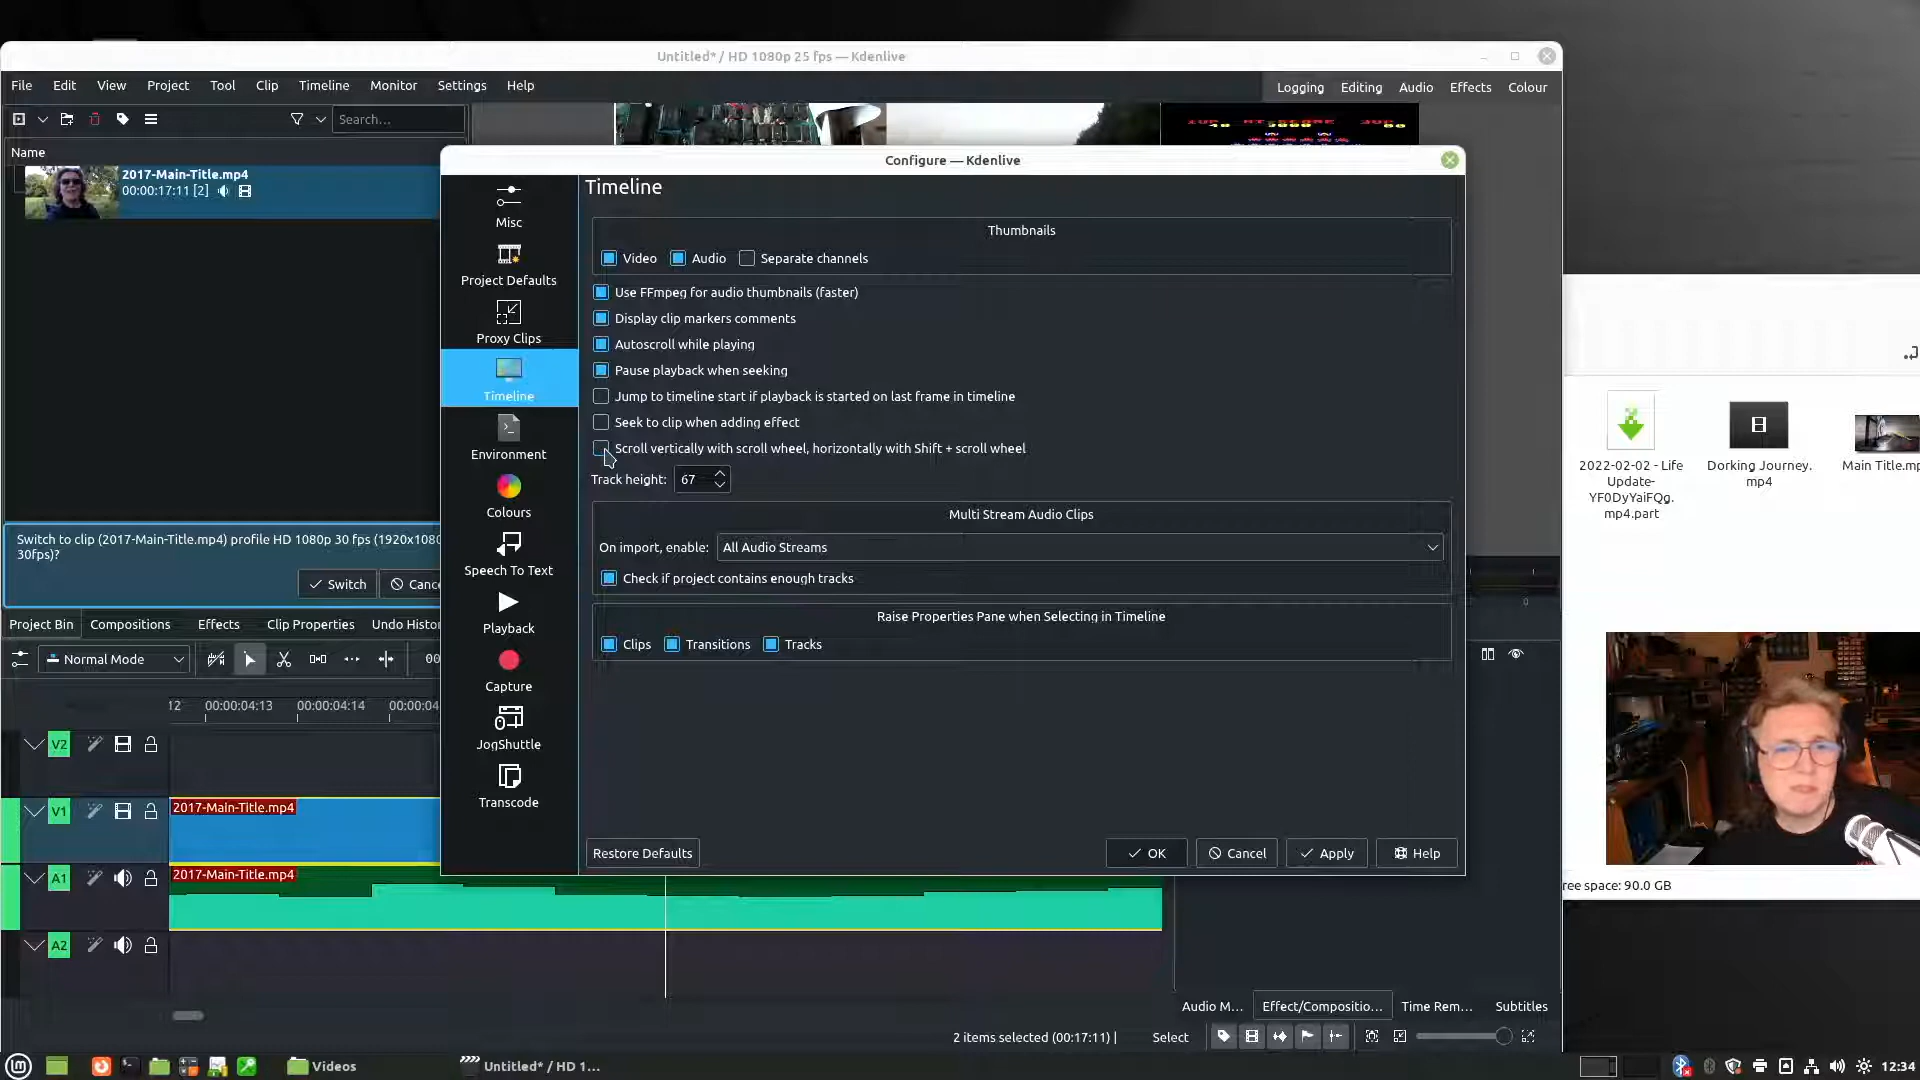 Untitled* / HD 1080p 25 fps — Kdenlive
File Edit View Project Tool Clip Timeline Monitor Settings Help
Logging Editing Audio Effects Colour
Search...
Name
2017-Main-Title.mp4
00:00:17:11 [2]
Switch to clip (2017-Main-Title.mp4) profile HD 1080p 30 fps (1920x1080
30fps)?
Switch Cance
Project Bin Compositions Effects Clip Properties Undo Histor
Normal Mode
00
12 00:00:04:13 00:00:04:14 00:00:04
V2
V1
2017-Main-Title.mp4
A1
2017-Main-Title.mp4
A2
Configure — Kdenlive
Misc
Project Defaults
Proxy Clips
Timeline
Environment
Colours
Speech To Text
Playback
Capture
JogShuttle
Transcode
Timeline
Thumbnails
Video Audio Separate channels
Use FFmpeg for audio thumbnails (faster)
Display clip markers comments
Autoscroll while playing
Pause playback when seeking
Jump to timeline start if playback is started on last frame in timeline
Seek to clip when adding effect
Scroll vertically with scroll wheel, horizontally with Shift + scroll wheel
Track height: 67
Multi Stream Audio Clips
On import, enable: All Audio Streams
Check if project contains enough tracks
Raise Properties Pane when Selecting in Timeline
Clips Transitions Tracks
Restore Defaults OK Cancel Apply Help
0
2022-02-02 - Life
Update-
YF0DyYaiFQg.
mp4.part
Dorking Journey.
mp4
Main Title.mp
ree space: 90.0 GB
Audio M... Effect/Compositio... Time Rem... Subtitles
2 items selected (00:17:11) | Select
Videos
Untitled* / HD 1...
12:34